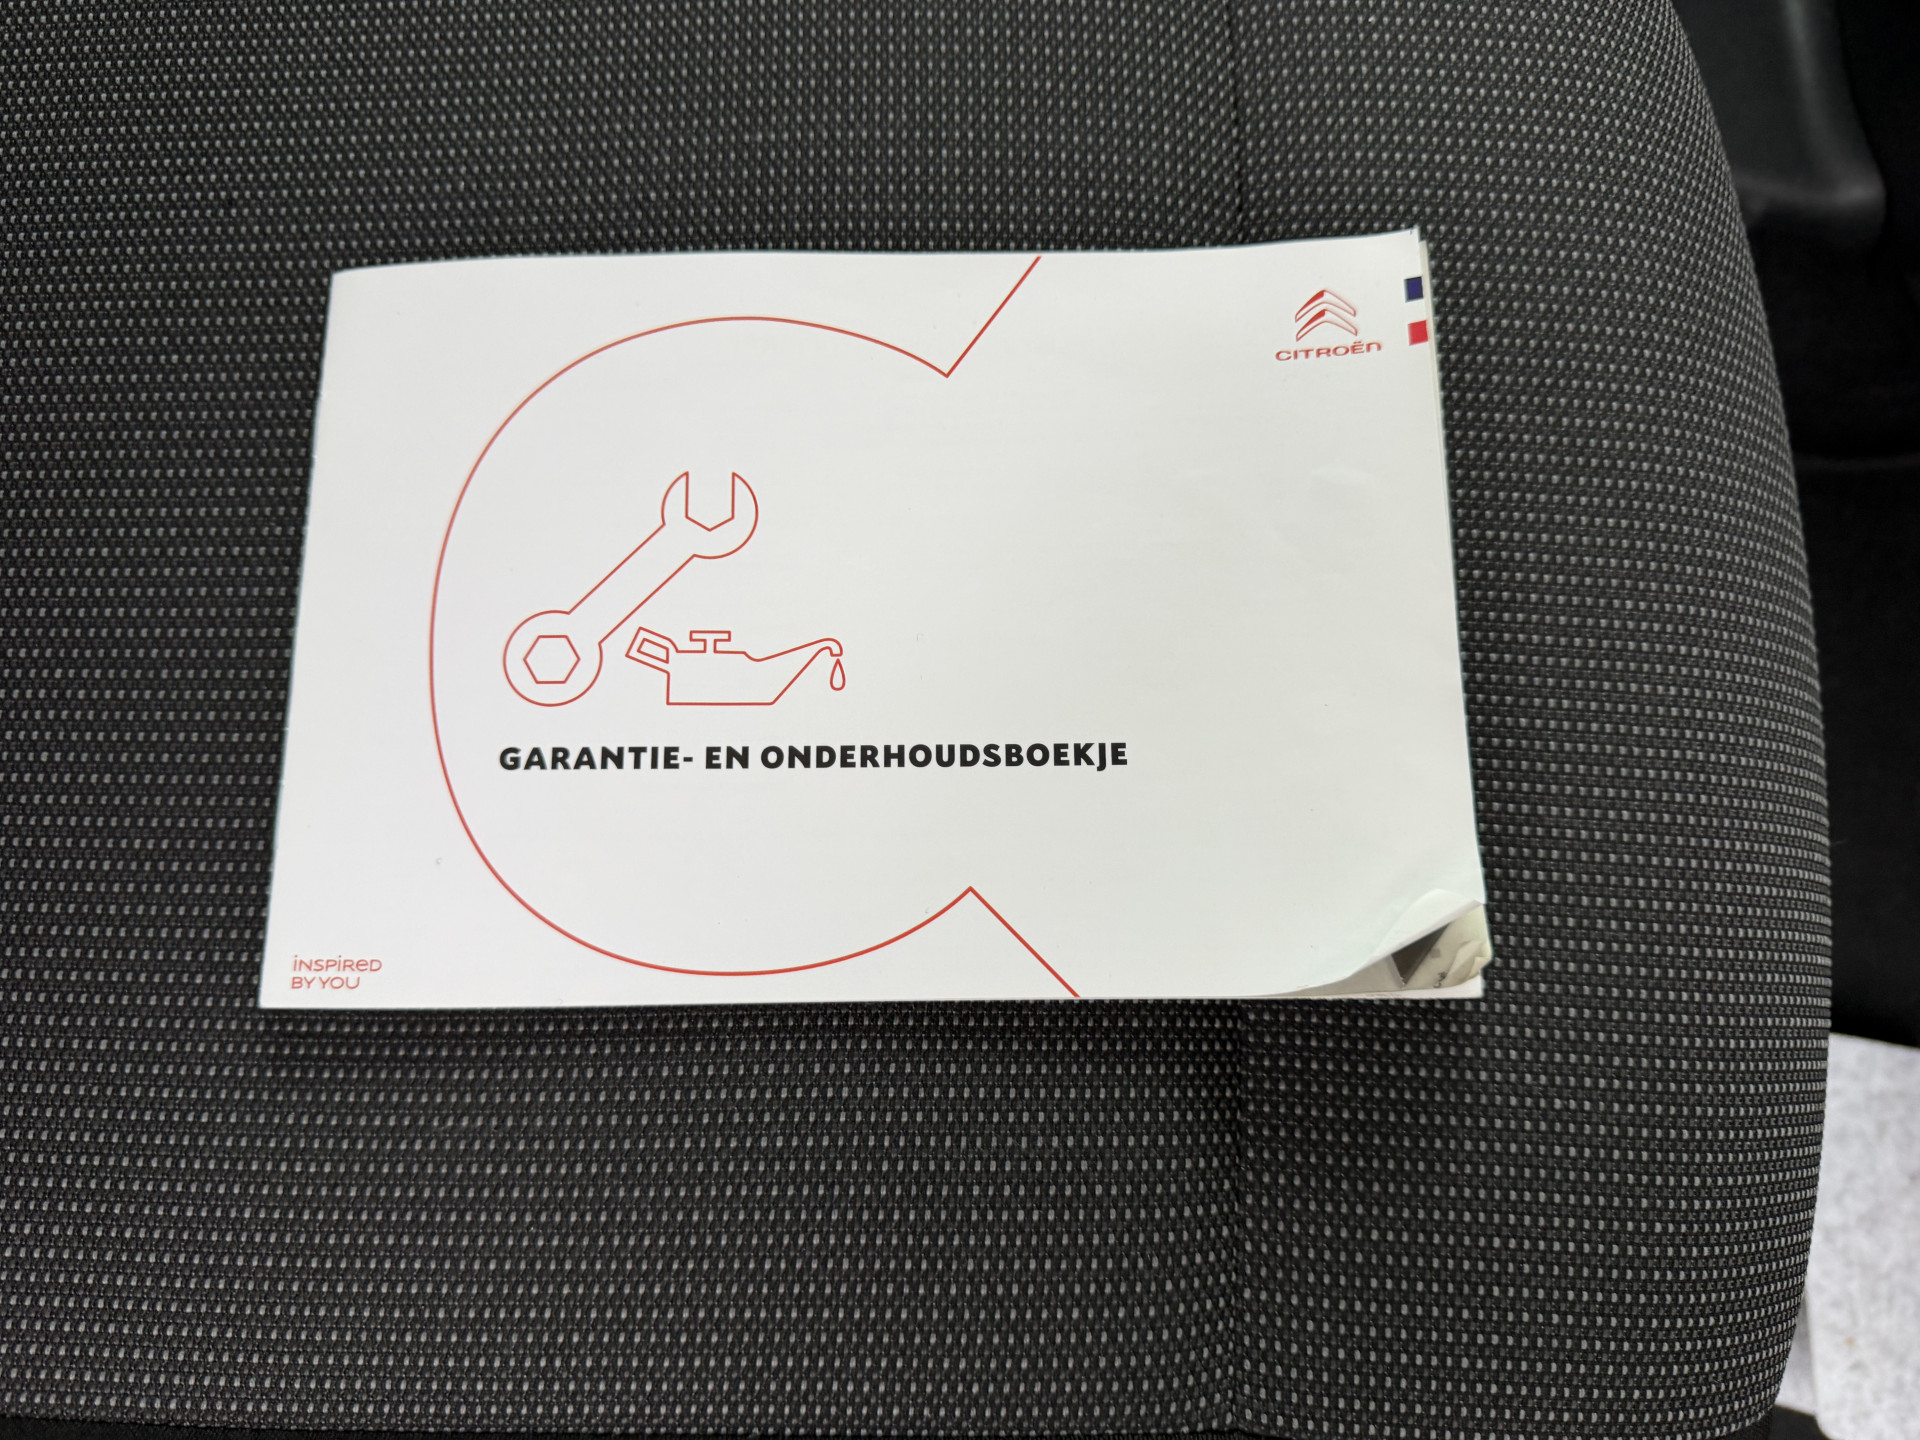 CITROËN
GARANTIE- EN ONDERHOUDSBOEKJE
INSPIRED
BY YOU